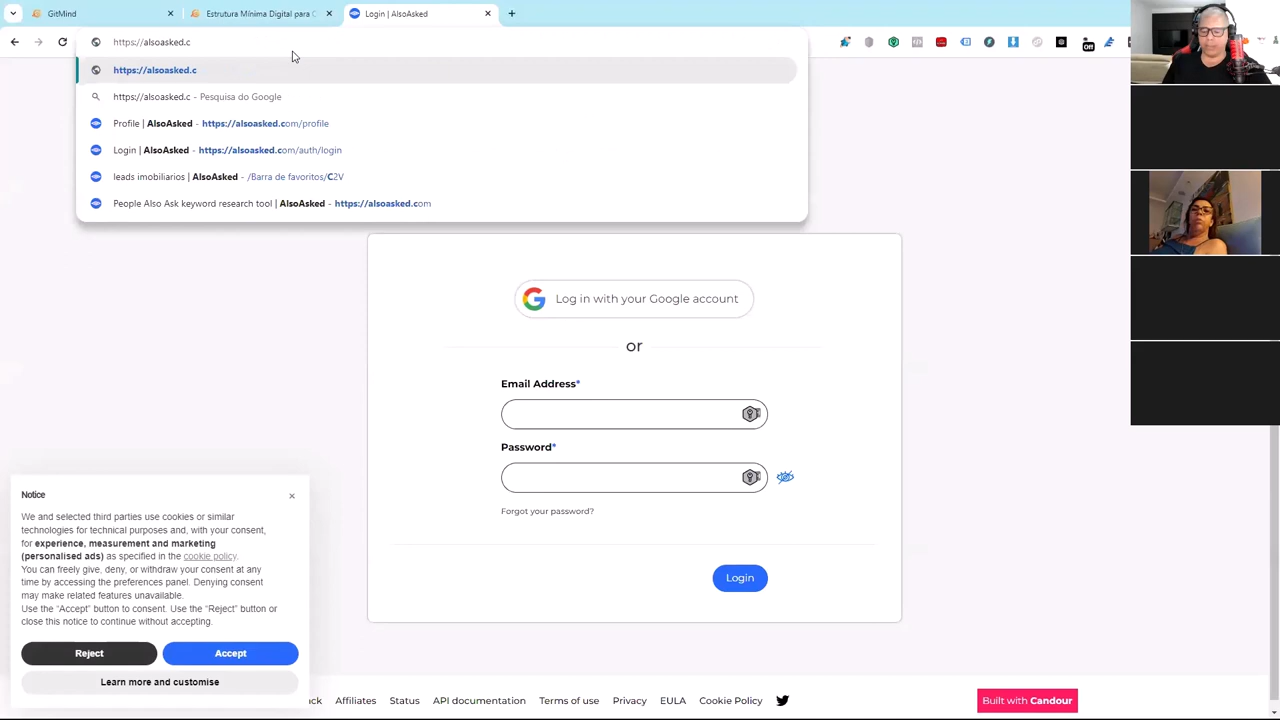 GitMind
Estrutura Mínima Digital para C
Login | AlsoAsked
https://alsoasked.c
Off
https://alsoasked.c
https://alsoasked.c - Pesquisa do Google
Profile | AlsoAsked - https://alsoasked.com/profile
Login | AlsoAsked - https://alsoasked.com/auth/login
leads imobiliarios | AlsoAsked - /Barra de favoritos/C2V
People Also Ask keyword research tool | AlsoAsked - https://alsoasked.com
Log in with your Google account
or
Email Address*
Password*
Forgot your password?
Login
Notice
We and selected third parties use cookies or similar
technologies for technical purposes and, with your consent,
for experience, measurement and marketing
(personalised ads) as specified in the cookie policy.
You can freely give, deny, or withdraw your consent at any
time by accessing the preferences panel. Denying consent
may make related features unavailable.
Use the “Accept” button to consent. Use the “Reject” button or
close this notice to continue without accepting.
Reject
Accept
Learn more and customise
ck Affiliates Status API documentation Terms of use Privacy EULA Cookie Policy
Built with Candour